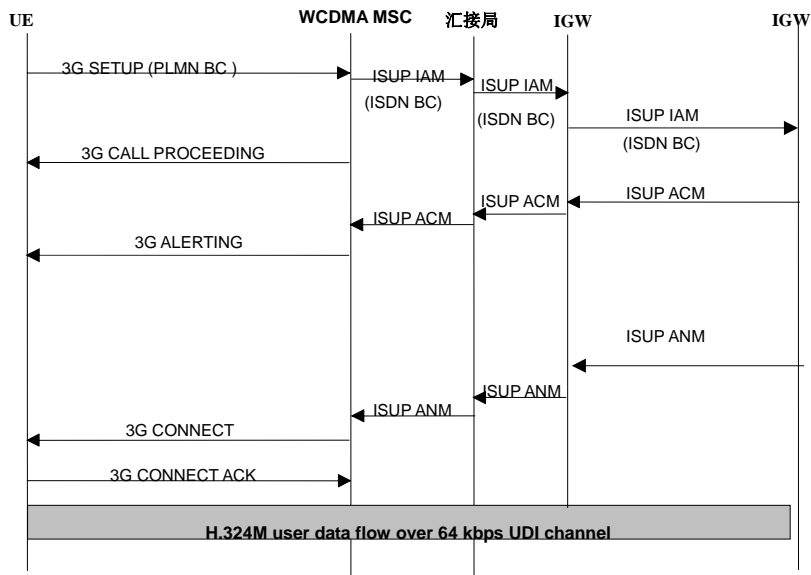 UE WCDMA MSC 汇接局 IGW IGW
3G SETUP (PLMN BC )
ISUP IAM
(ISDN BC)
ISUP IAM
(ISDN BC)
ISUP IAM
(ISDN BC)
3G CALL PROCEEDING
ISUP ACM
ISUP ACM
ISUP ACM
3G ALERTING
ISUP ANM
ISUP ANM
ISUP ANM
3G CONNECT
3G CONNECT ACK
H.324M user data flow over 64 kbps UDI channel